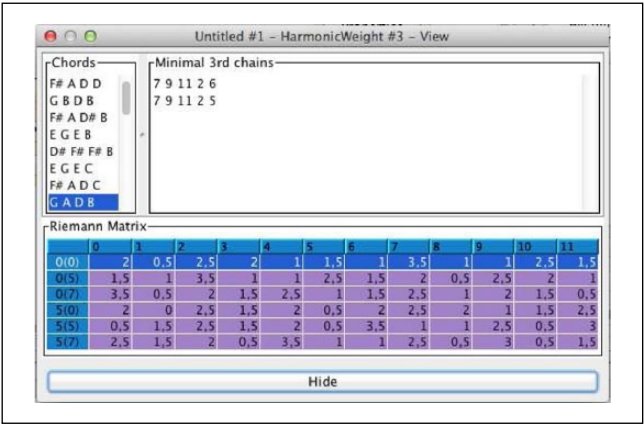 Untitled #1 – HarmonicWeight #3 – View
Chords
F# A D D
G B D B
F# A D# B
E G E B
D# F# F# B
E G E C
F# A D C
G A D B
Minimal 3rd chains
7 9 11 2 6
7 9 11 2 5
Riemann Matrix
0 1 2 3 4 5 6 7 8 9 10 11
0(0) 2 0,5 2,5 2 1 1,5 1 3,5 1 1 2,5 1,5
0(5) 1,5 1 3,5 1 1 2,5 1,5 2 0,5 2,5 2 1
0(7) 3,5 0,5 2 1,5 2,5 1 1,5 2,5 1 2 1,5 0,5
5(0) 2 0 2,5 1,5 2 0,5 2 2,5 2 1 1,5 2,5
5(5) 0,5 1,5 2,5 1,5 2 0,5 3,5 1 1 2,5 0,5 3
5(7) 2,5 1,5 2 0,5 3,5 1 1 2,5 0,5 3 0,5 1,5
Hide